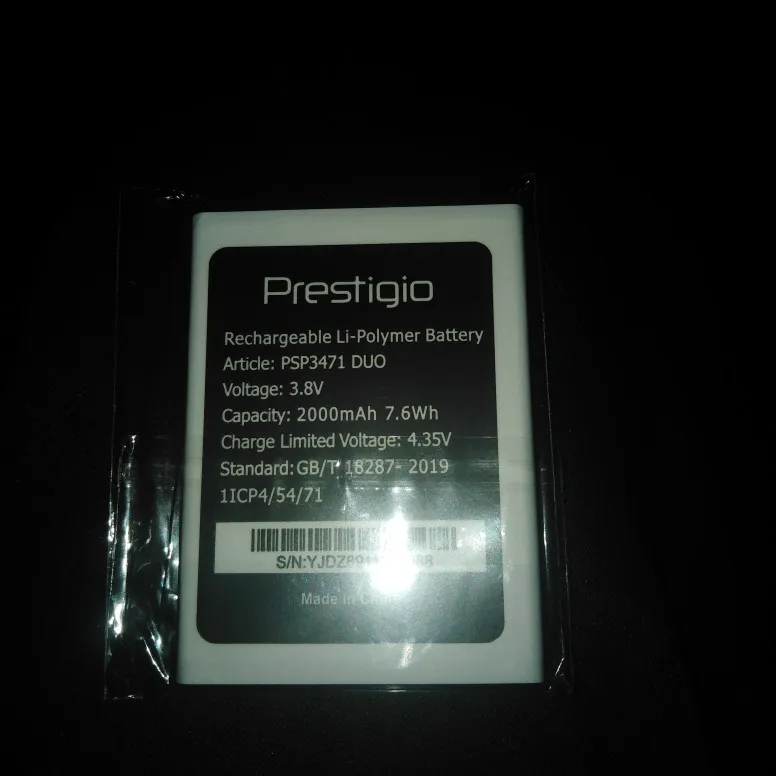 Prestigio
Rechargeable Li-Polymer Battery
Article: PSP3471 DUO
Voltage: 3.8V
Capacity: 2000mAh 7.6Wh
Charge Limited Voltage: 4.35V
Standard: GB/T 18287- 2019
1ICP4/54/71
S/N:
Made in